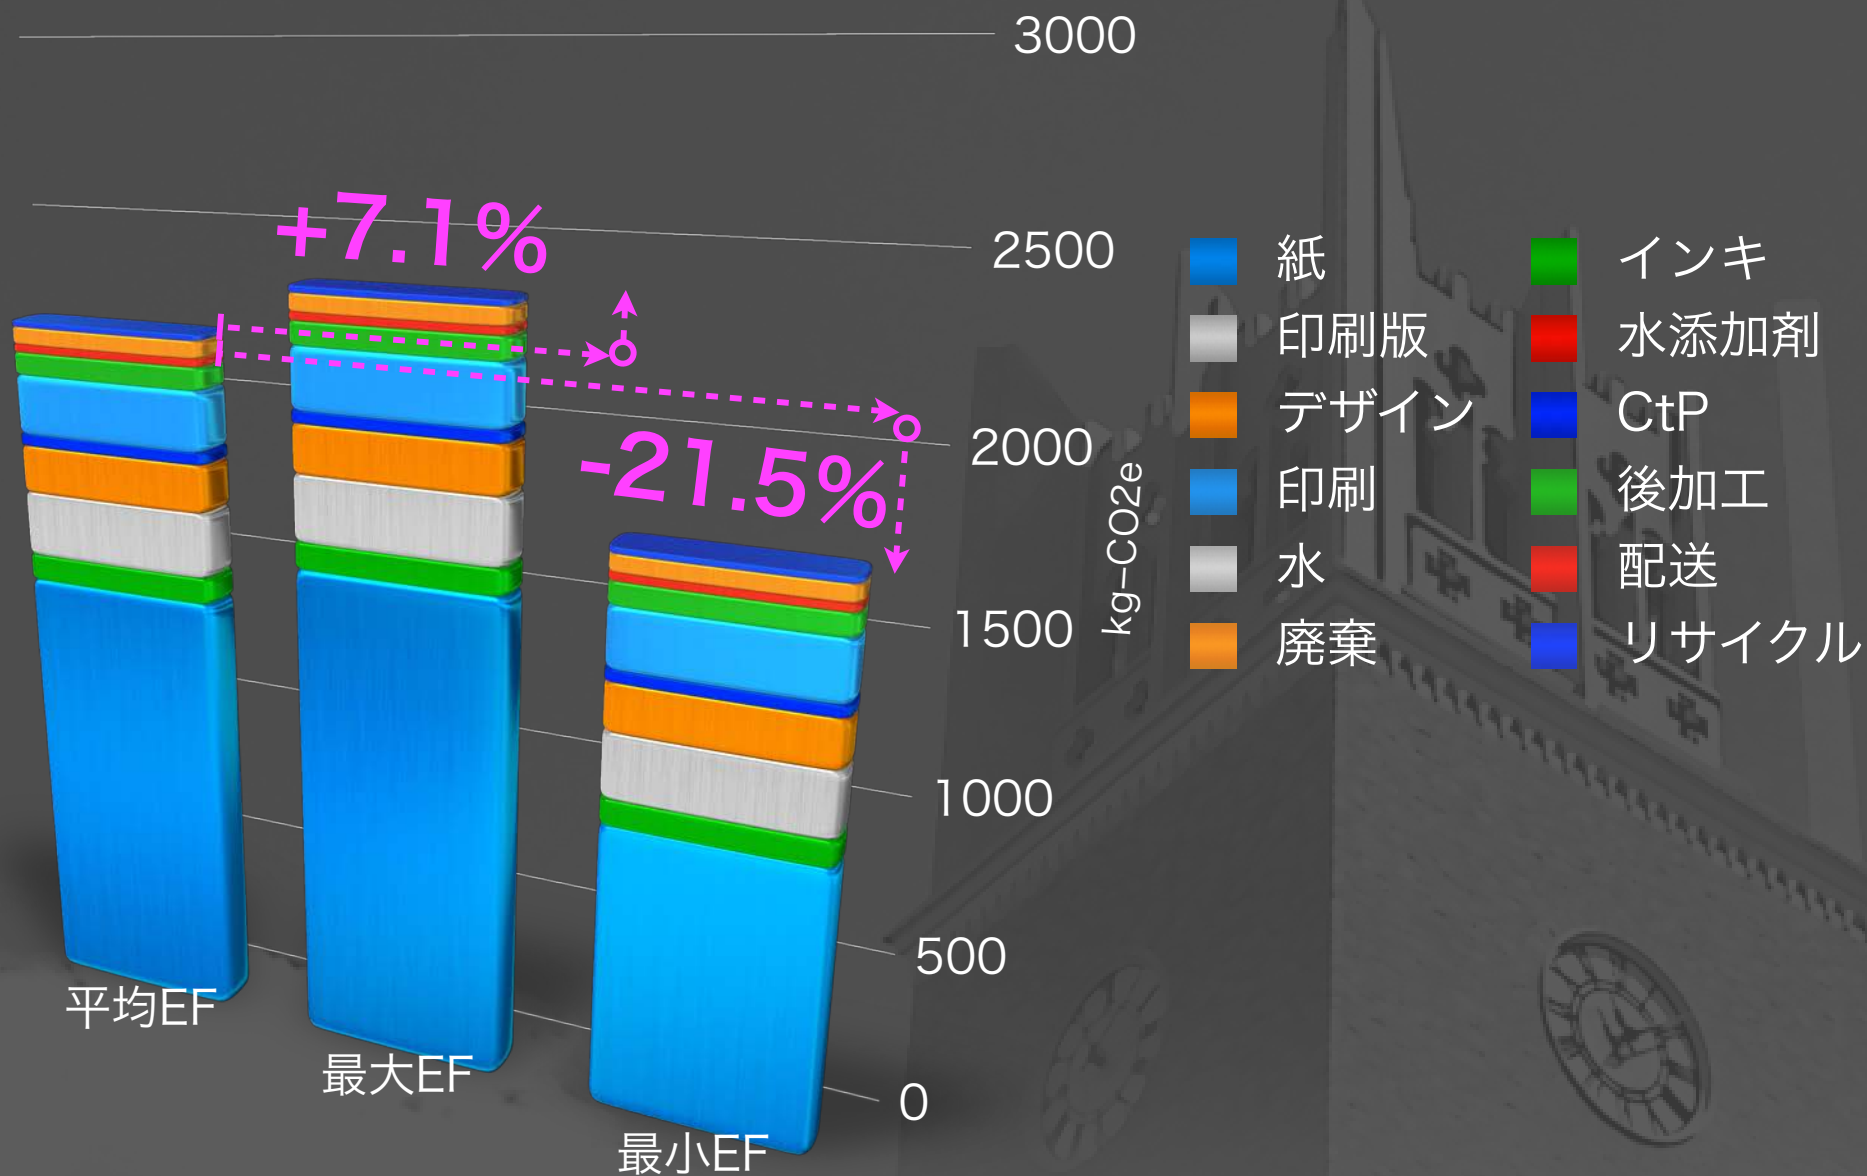 3000
+7.1%
2500
2000
-21.5%
kg-CO2e
1500
1000
500
0
平均EF
最大EF
最小EF
紙
インキ
印刷版
水添加剤
デザイン
CtP
印刷
後加工
水
配送
廃棄
リサイクル